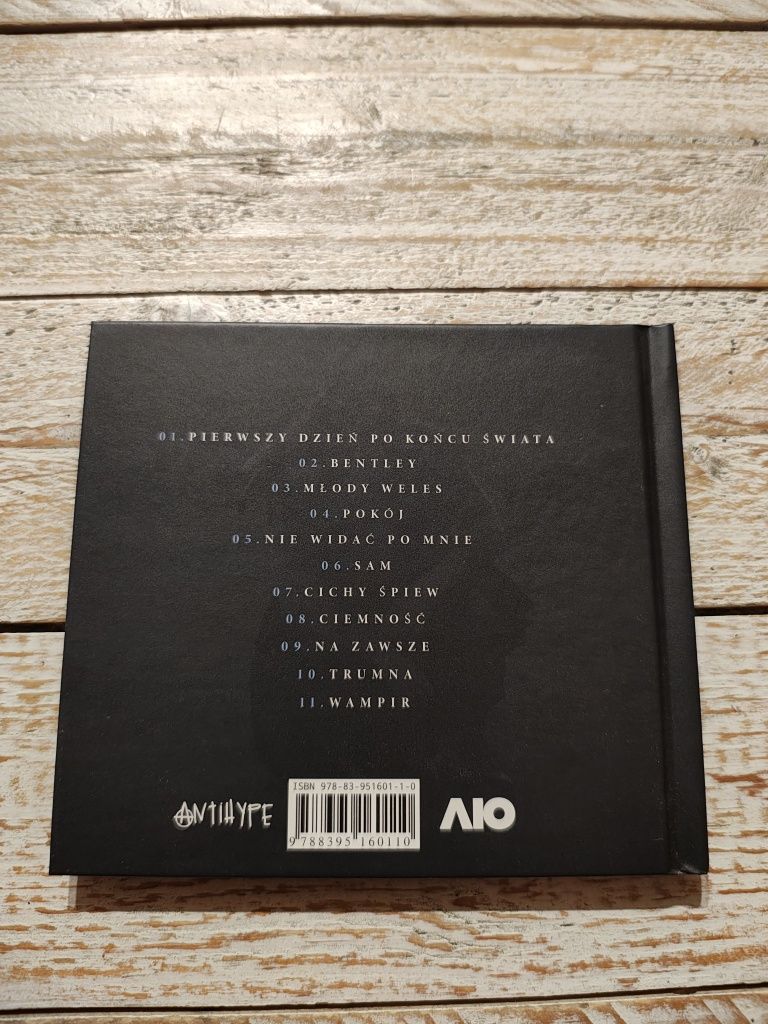 01.PIERWSZY DZIEŃ PO KOŃCU ŚWIATA
02.BENTLEY
03.MŁODY WELES
04.POKÓJ
05.NIE WIDAĆ PO MNIE
06.SAM
07.CICHY ŚPIEW
08.CIEMNOŚĆ
09.NA ZAWSZE
10.TRUMNA
11.WAMPIR
ISBN 978-83-951601-1-0
ANTIHYPE
9788395160110
ΛIO